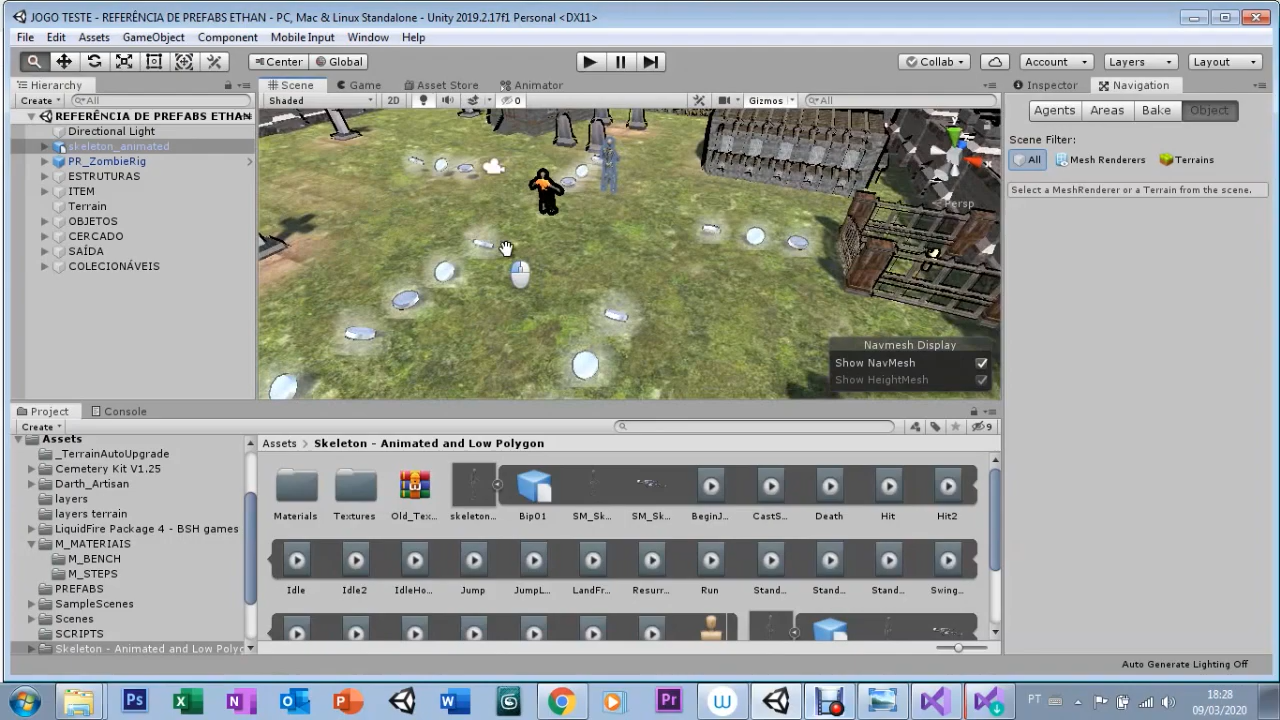 JOGO TESTE - REFERÊNCIA DE PREFABS ETHAN - PC, Mac & Linux Standalone - Unity 2019.2.17f1 Personal <DX11>
File Edit Assets GameObject Component Mobile Input Window Help
Center Global Collab Account Layers Layout
Hierarchy Scene Game Asset Store Animator Inspector Navigation
Create All Shaded 2D 0 Gizmos All
REFERÊNCIA DE PREFABS ETHAN
Directional Light
skeleton_animated
PR_ZombieRig
ESTRUTURAS
ITEM
Terrain
OBJETOS
CERCADO
SAÍDA
COLECIONÁVEIS
y
x
Persp
Navmesh Display
Show NavMesh
Show HeightMesh
Agents Areas Bake Object
Scene Filter:
All Mesh Renderers Terrains
Select a MeshRenderer or a Terrain from the scene.
Project Console
Create 9
Assets
_TerrainAutoUpgrade
Cemetery Kit V1.25
Darth_Artisan
layers
layers terrain
LiquidFire Package 4 - BSH games
M_MATERIAIS
M_BENCH
M_STEPS
PREFABS
SampleScenes
Scenes
SCRIPTS
Skeleton - Animated and Low Polyg
Assets > Skeleton - Animated and Low Polygon
Materials Textures Old_Tex... skeleton... Bip01 SM_Sk... SM_Sk... BeginJ... CastS... Death Hit Hit2
Idle Idle2 IdleHo... Jump JumpL... LandFr... Resurr... Run Stand... Stand... Stand... Swing...
Auto Generate Lighting Off
PT 18:28
09/03/2020